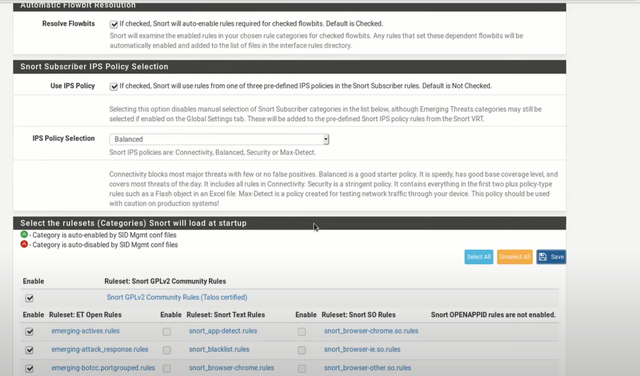 Automatic Flowbit Resolution
Resolve Flowbits
If checked, Snort will auto-enable rules required for checked flowbits. Default is Checked.
Snort will examine the enabled rules in your chosen rule categories for checked flowbits. Any rules that set these dependent flowbits will be
automatically enabled and added to the list of files in the interface rules directory.
Snort Subscriber IPS Policy Selection
Use IPS Policy
If checked, Snort will use rules from one of three pre-defined IPS policies in the Snort Subscriber rules. Default is Not Checked.
Selecting this option disables manual selection of Snort Subscriber categories in the list below, although Emerging Threats categories may still be
selected if enabled on the Global Settings tab. These will be added to the pre-defined Snort IPS policy rules from the Snort VRT.
IPS Policy Selection
Balanced
Snort IPS policies are: Connectivity, Balanced, Security or Max-Detect.
Connectivity blocks most major threats with few or no false positives. Balanced is a good starter policy. It is speedy, has good base coverage level, and
covers most threats of the day. It includes all rules in Connectivity. Security is a stringent policy. It contains everything in the first two plus policy-type
rules such as a Flash object in an Excel file. Max-Detect is a policy created for testing network traffic through your device. This policy should be used
with caution on production systems!
Select the rulesets (Categories) Snort will load at startup
- Category is auto-enabled by SID Mgmt conf files
- Category is auto-disabled by SID Mgmt conf files
Select All Unselect All Save
Enable Ruleset: Snort GPLv2 Community Rules
Snort GPLv2 Community Rules (Talos certified)
Enable Ruleset: ET Open Rules Enable Ruleset: Snort Text Rules Enable Ruleset: Snort SO Rules Snort OPENAPPID rules are not enabled.
emerging-activex.rules snort_app-detect.rules snort_browser-chrome.so.rules
emerging-attack_response.rules snort_blacklist.rules snort_browser-ie.so.rules
emerging-botcc.portgrouped.rules snort_browser-chrome.rules snort_browser-other.so.rules